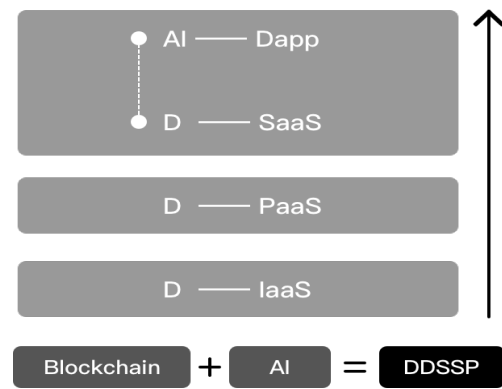 AI — Dapp
D — SaaS
D — PaaS
D — IaaS
Blockchain + AI = DDSSP